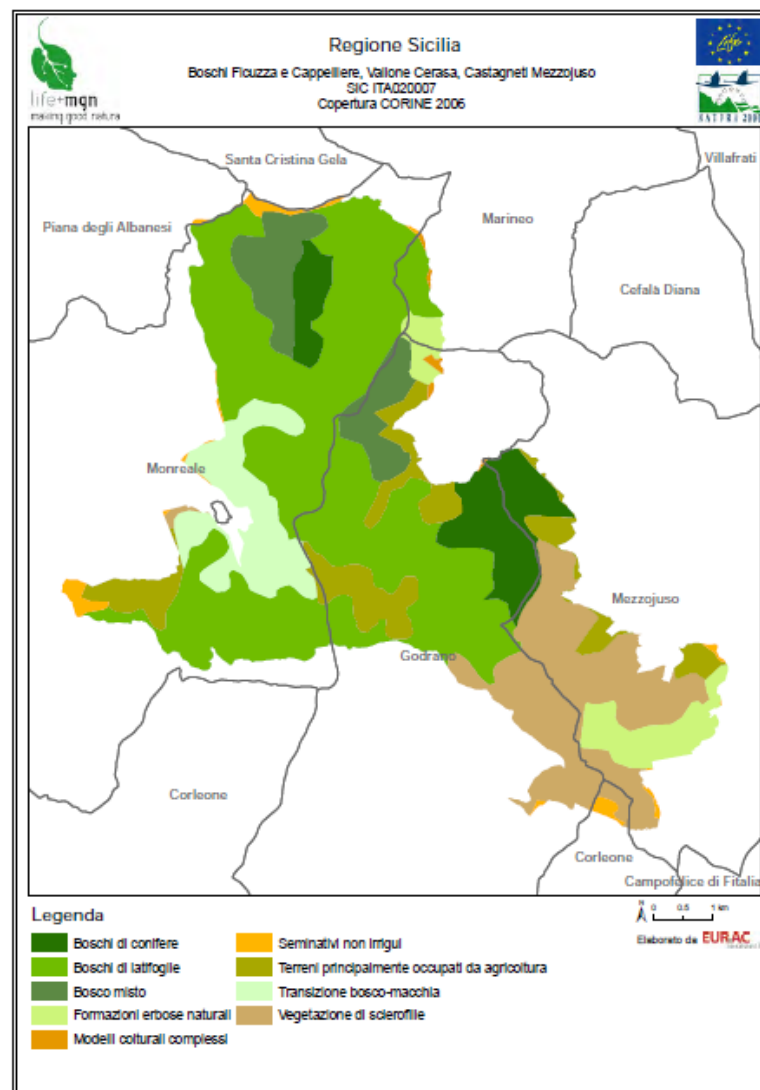 Regione Sicilia
Boschi Ficuzza e Cappelliere, Vallone Cerasa, Castagneti Mezzojuso
SIC ITA020007
Copertura CORINE 2006
life+mgn
making good natura
Life
NATURA 2000
Santa Cristina Gela
Villafrati
Piana degli Albanesi
Marineo
Cefalà Diana
Monreale
Mezzojuso
Godrano
Corleone
Corleone
Campofelice di Fitalia
Legenda
Boschi di conifere
Boschi di latifoglie
Bosco misto
Formazioni erbose naturali
Modelli colturali complessi
Seminativi non irrigui
Terreni principalmente occupati da agricoltura
Transizione bosco-macchia
Vegetazione di sclerofille
N
0 0.5 1 km
Elaborato da EURAC